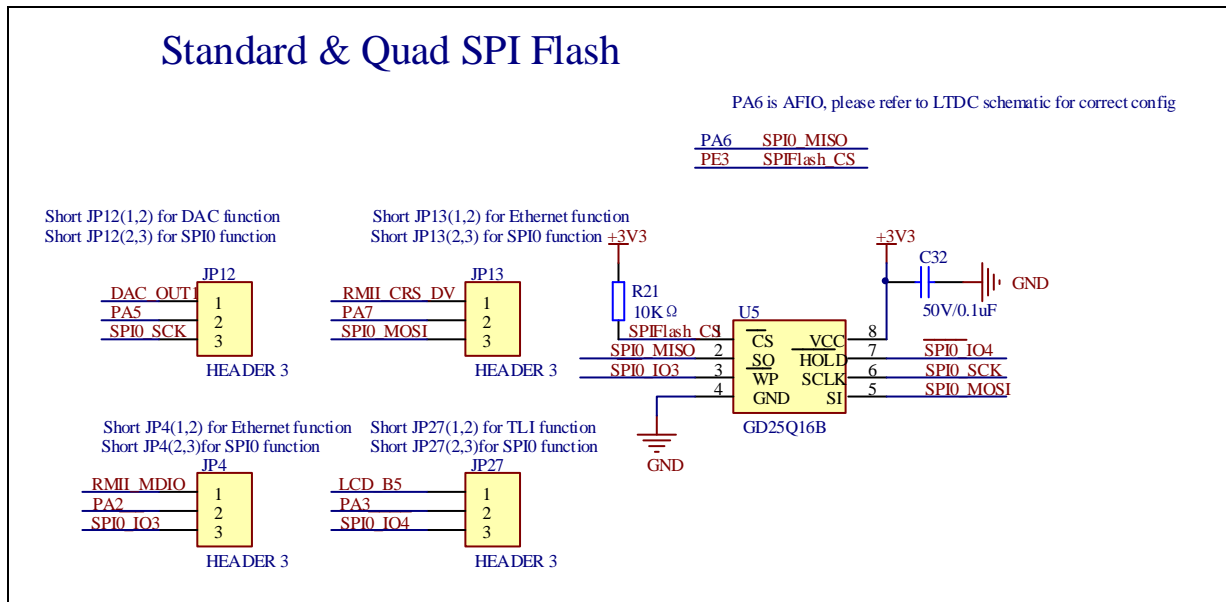 Standard & Quad SPI Flash
PA6 is AFIO, please refer to LTDC schematic for correct config
PA6 SPI0_MISO
PE3 SPIFlash_CS
Short JP12(1,2) for DAC function
Short JP12(2,3) for SPI0 function
JP12
DAC_OUT1 1
PA5 2
SPI0_SCK 3
HEADER 3
Short JP13(1,2) for Ethernet function
Short JP13(2,3) for SPI0 function
JP13
RMII_CRS_DV 1
PA7 2
SPI0_MOSI 3
HEADER 3
+3V3
R21
10KΩ
+3V3
C32
50V/0.1uF
GND
U5
SPIFlash_CS 1 CS VCC 8
SPI0_MISO 2 SO HOLD 7 SPI0_IO4
SPI0_IO3 3 WP SCLK 6 SPI0_SCK
4 GND SI 5 SPI0_MOSI
GD25Q16B
GND
Short JP4(1,2) for Ethernet function
Short JP4(2,3)for SPI0 function
JP4
RMII_MDIO 1
PA2 2
SPI0_IO3 3
HEADER 3
Short JP27(1,2) for TLI function
Short JP27(2,3)for SPI0 function
JP27
LCD_B5 1
PA3 2
SPI0_IO4 3
HEADER 3